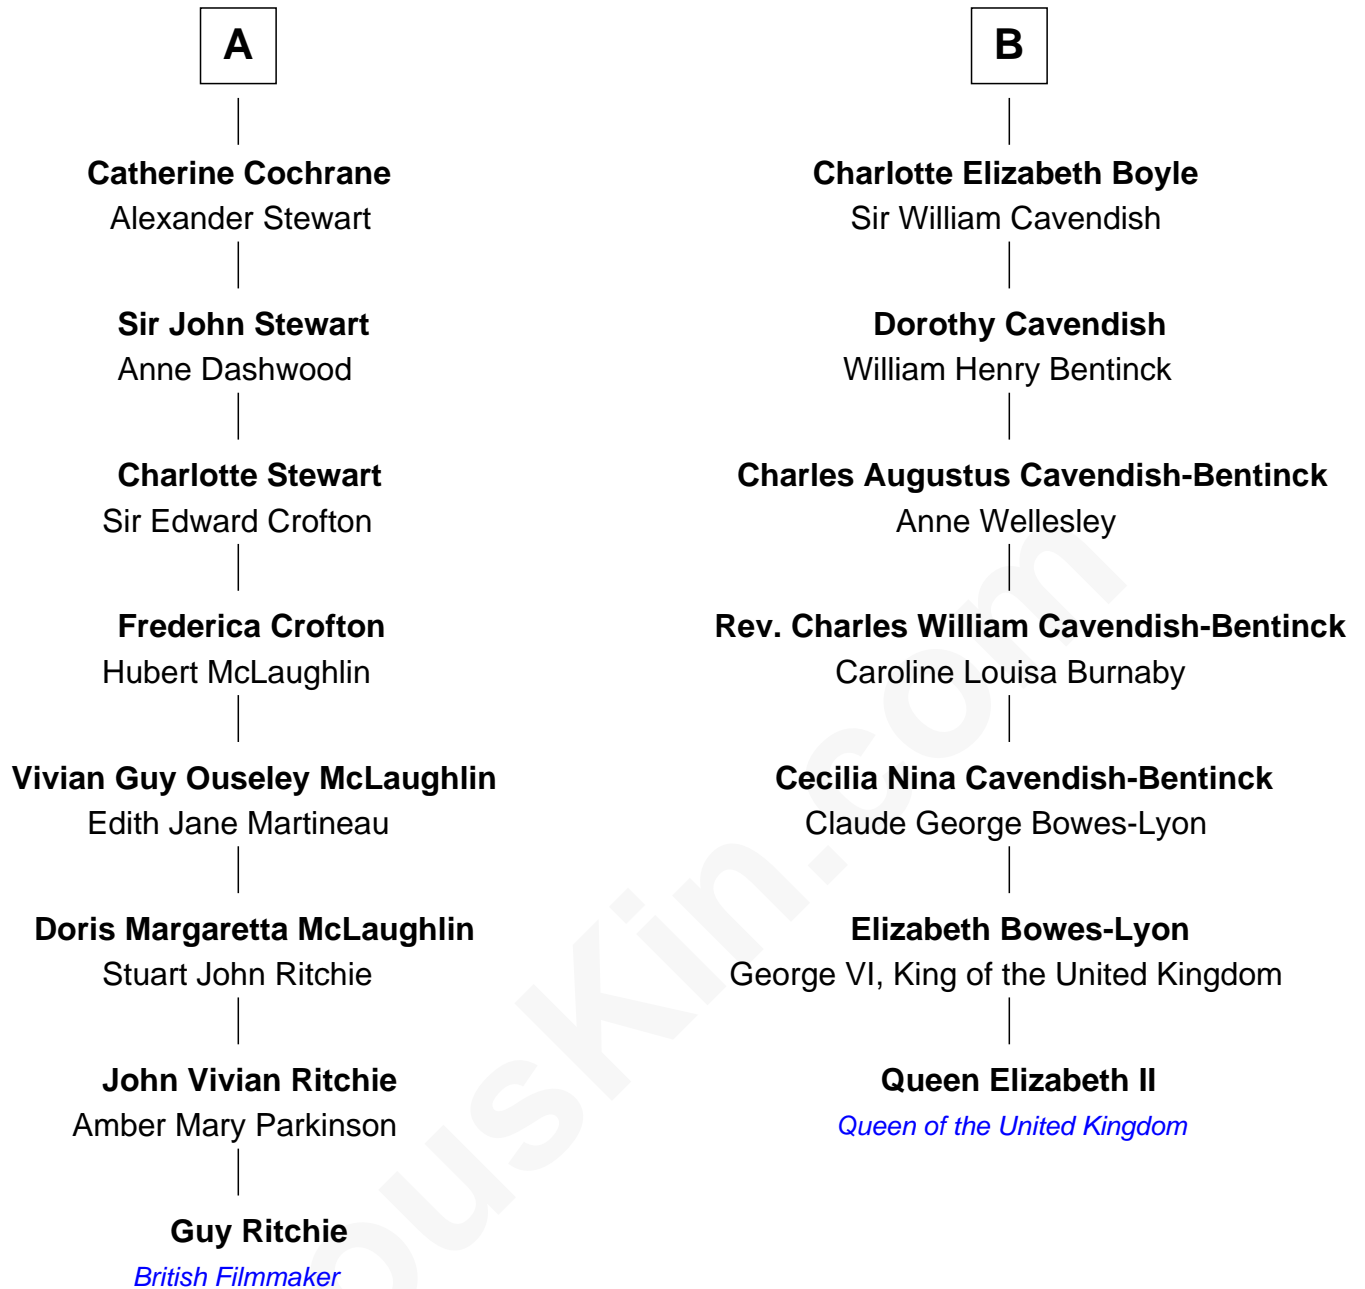 A
Catherine Cochrane
Alexander Stewart
Sir John Stewart
Anne Dashwood
Charlotte Stewart
Sir Edward Crofton
Frederica Crofton
Hubert McLaughlin
Vivian Guy Ouseley McLaughlin
Edith Jane Martineau
Doris Margaretta McLaughlin
Stuart John Ritchie
John Vivian Ritchie
Amber Mary Parkinson
Guy Ritchie
British Filmmaker
B
Charlotte Elizabeth Boyle
Sir William Cavendish
Dorothy Cavendish
William Henry Bentinck
Charles Augustus Cavendish-Bentinck
Anne Wellesley
Rev. Charles William Cavendish-Bentinck
Caroline Louisa Burnaby
Cecilia Nina Cavendish-Bentinck
Claude George Bowes-Lyon
Elizabeth Bowes-Lyon
George VI, King of the United Kingdom
Queen Elizabeth II
Queen of the United Kingdom
ousKin.com